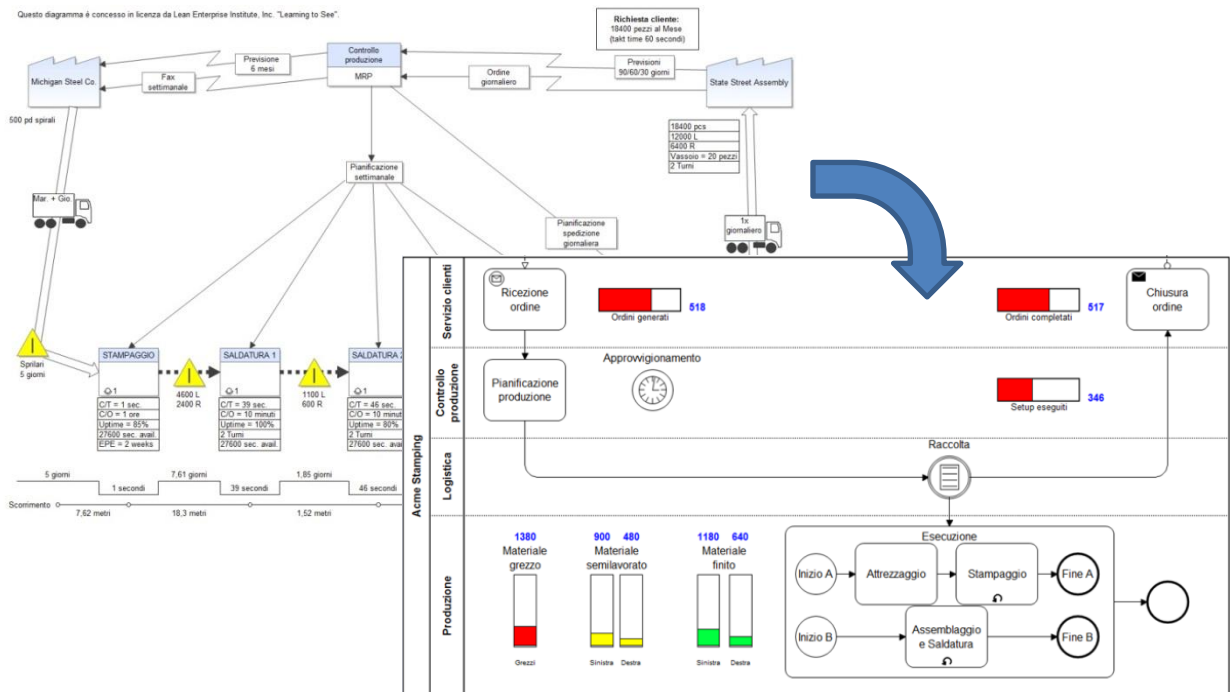 Questo diagramma è concesso in licenza da Lean Enterprise Institute, Inc. "Learning to See".
Richiesta cliente:
18400 pezzi al Mese
(takt time 60 secondi)
Controllo
produzione
MRP
Previsione
6 mesi
Fax
settimanale
Ordine
giornaliero
Previsioni
90/60/30 giorni
Michigan Steel Co.
State Street Assembly
500 pd spirali
18400 pcs
12000 L
6400 R
Vassoio = 20 pezzi
2 Turni
Pianificazione
settimanale
Mar. + Gio.
Pianificazione
spedizione
giornaliera
1x
giornaliero
I
Sprilari
5 giorni
STAMPAGGIO
1
C/T = 1 sec.
C/O = 1 ore
Uptime = 85%
27600 sec. avail.
EPE = 2 weeks
I
4600 L
2400 R
SALDATURA 1
1
C/T = 39 sec.
C/O = 10 minuti
Uptime = 100%
2 Turni
27600 sec. avail.
I
1100 L
600 R
SALDATURA 2
1
C/T = 46 sec.
C/O = 10 minut
Uptime = 80%
2 Turni
27600 sec. avai
5 giorni
1 secondi
7,61 giorni
39 secondi
1,85 giorni
46 secondi
Scorrimento
7,62 metri
18,3 metri
1,52 metri
Acme Stamping
Servizio clienti
Ricezione
ordine
518
Ordini generati
517
Ordini completati
Chiusura
ordine
Controllo
produzione
Pianificazione
produzione
Approvvigionamento
346
Setup eseguiti
Logistica
Raccolta
Produzione
1380
Materiale
grezzo
Grezzi
900 480
Materiale
semilavorato
Sinistra Destra
1180 640
Materiale
finito
Sinistra Destra
Esecuzione
Inizio A
Attrezzaggio
Stampaggio
Fine A
Inizio B
Assemblaggio
e Saldatura
Fine B